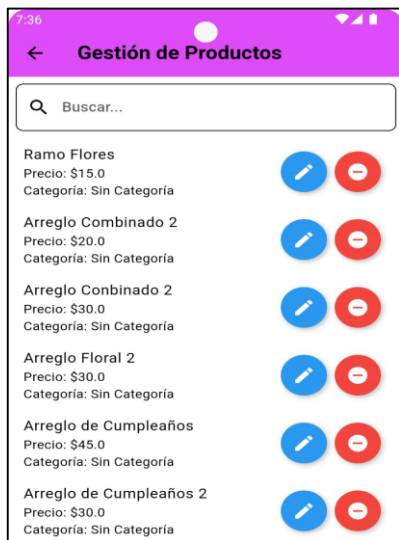 7:36
Gestión de Productos
Buscar...
Ramo Flores
Precio: $15.0
Categoría: Sin Categoría
Arreglo Combinado 2
Precio: $20.0
Categoría: Sin Categoría
Arreglo Conbinado 2
Precio: $30.0
Categoría: Sin Categoría
Arreglo Floral 2
Precio: $30.0
Categoría: Sin Categoría
Arreglo de Cumpleaños
Precio: $45.0
Categoría: Sin Categoría
Arreglo de Cumpleaños 2
Precio: $30.0
Categoría: Sin Categoría